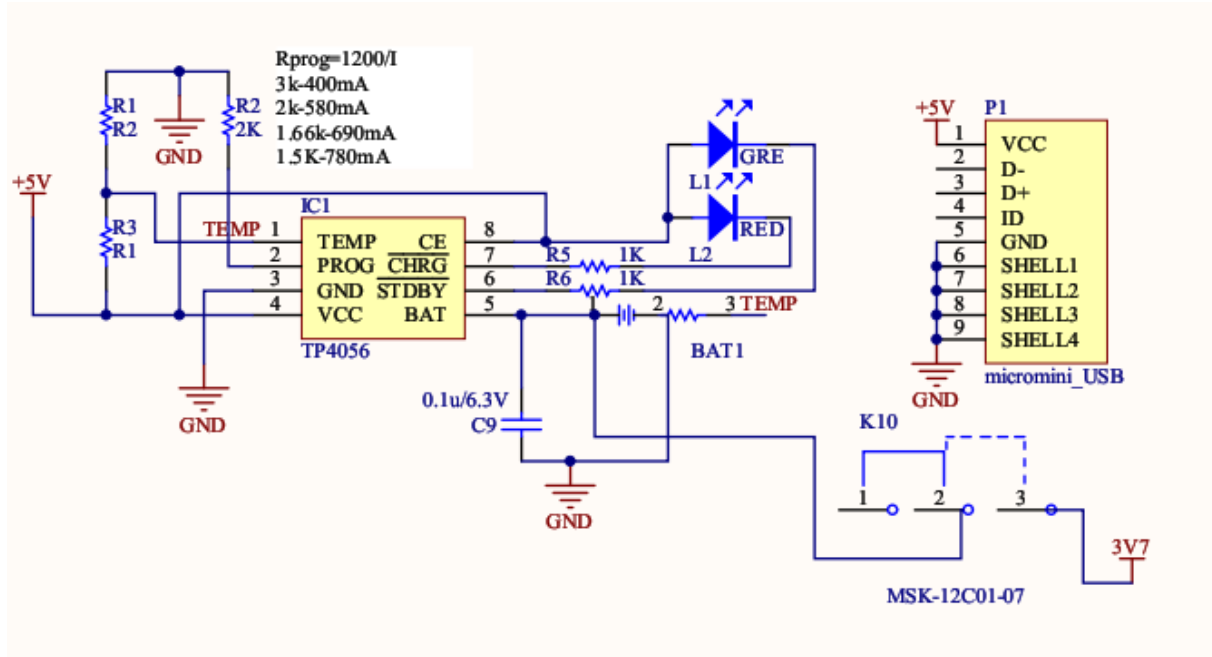 Rprog=1200/I
3k-400mA
2k-580mA
1.66k-690mA
1.5K-780mA
R1
R2
GND
R2
2K
+5V
R3
R1
TEMP
IC1
1 TEMP CE 8
2 PROG CHRG 7
3 GND STDBY 6
4 VCC BAT 5
TP4056
GND
GRE
L1
RED
L2
R5 1K
R6 1K
1 2 3 TEMP
BAT1
0.1u/6.3V
C9
GND
+5V
P1
1 VCC
2 D-
3 D+
4 ID
5 GND
6 SHELL1
7 SHELL2
8 SHELL3
9 SHELL4
micromini_USB
GND
K10
1 2 3
3V7
MSK-12C01-07